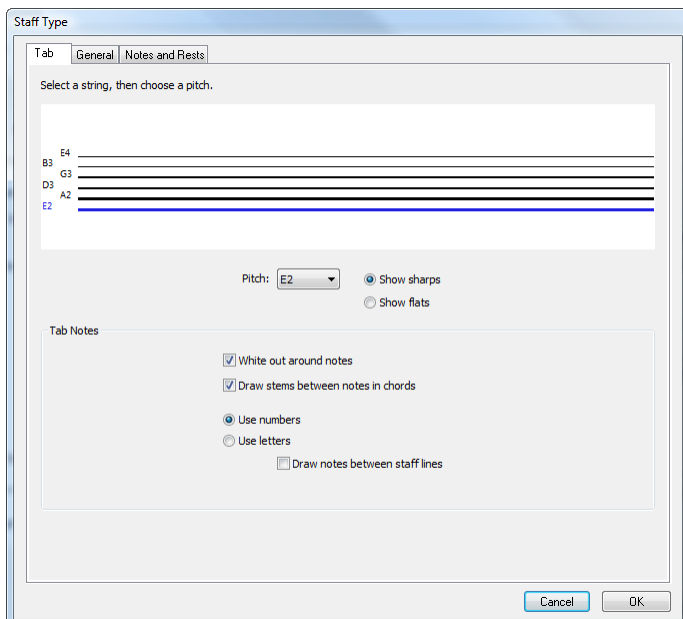 Staff Type
Tab General Notes and Rests
Select a string, then choose a pitch.
E4
B3
G3
D3
A2
E2
Pitch: E2 Show sharps
Show flats
Tab Notes
White out around notes
Draw stems between notes in chords
Use numbers
Use letters
Draw notes between staff lines
Cancel OK